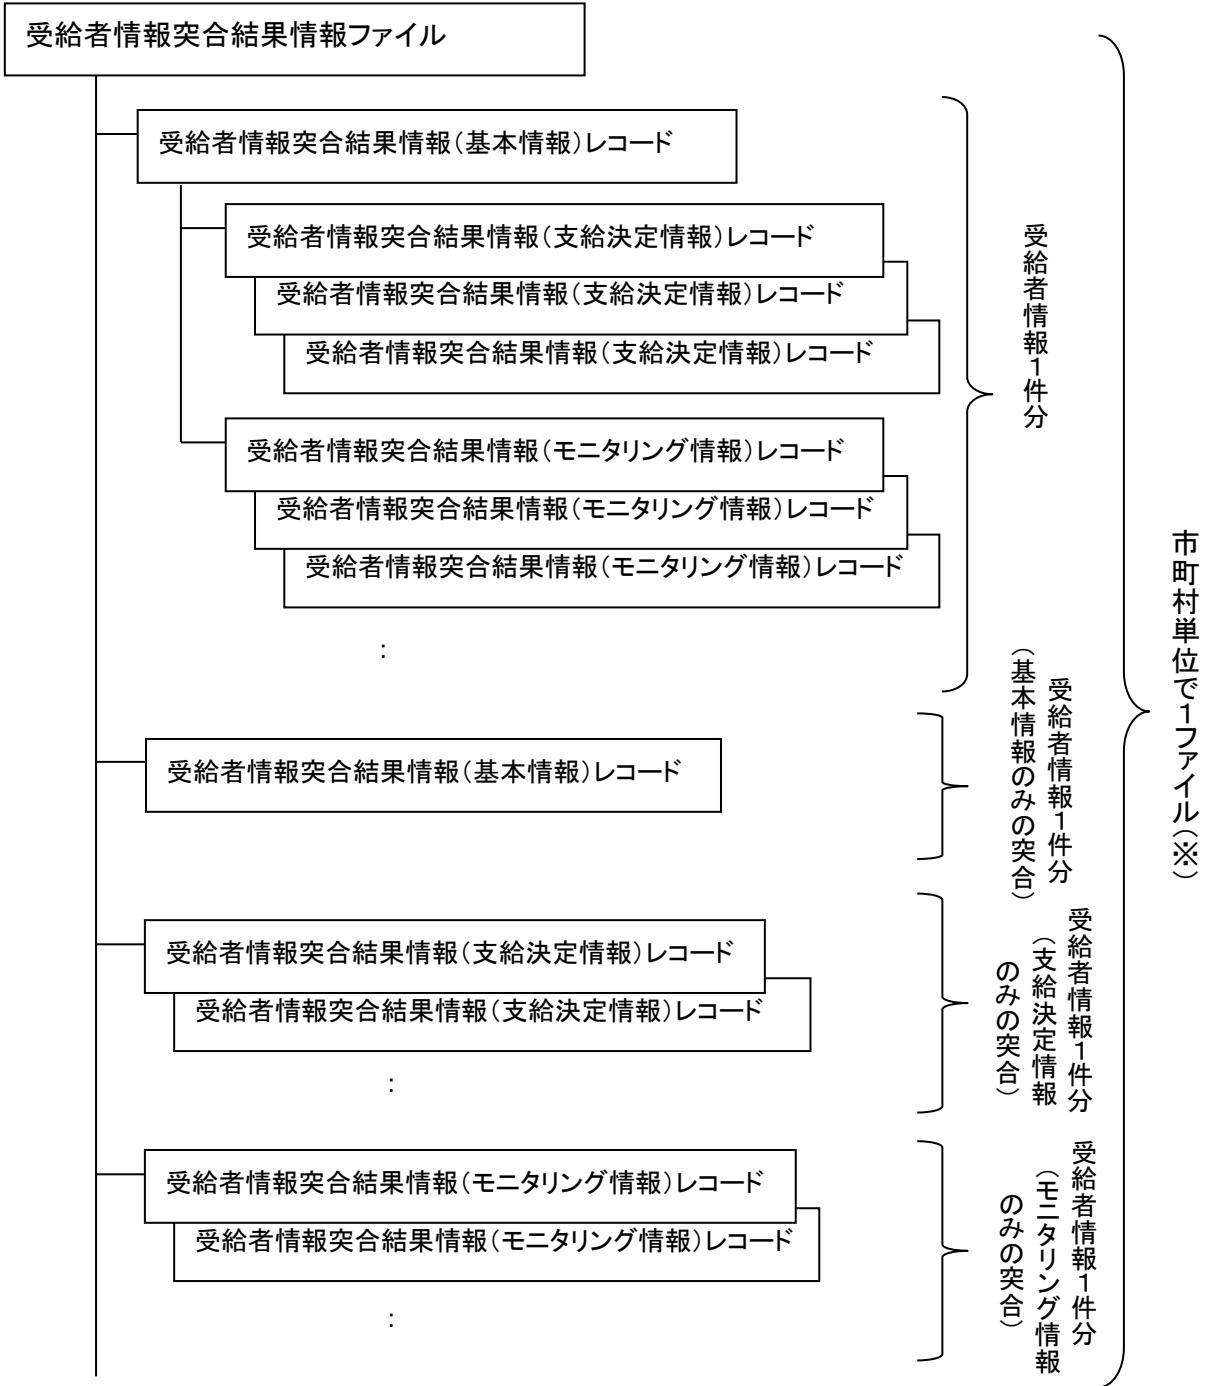 受給者情報突合結果情報ファイル
受給者情報突合結果情報(基本情報)レコード
受給者情報突合結果情報(支給決定情報)レコード
受給者情報突合結果情報(支給決定情報)レコード
受給者情報突合結果情報(支給決定情報)レコード
受給者情報突合結果情報(モニタリング情報)レコード
受給者情報突合結果情報(モニタリング情報)レコード
受給者情報突合結果情報(モニタリング情報)レコード
:
受給者情報1件分
受給者情報突合結果情報(基本情報)レコード
受給者情報1件分
(基本情報のみの突合)
受給者情報突合結果情報(支給決定情報)レコード
受給者情報突合結果情報(支給決定情報)レコード
:
受給者情報1件分
(支給決定情報
のみの突合)
受給者情報突合結果情報(モニタリング情報)レコード
受給者情報突合結果情報(モニタリング情報)レコード
:
受給者情報1件分
(モニタリング情報
のみの突合)
市町村単位で1ファイル(※)